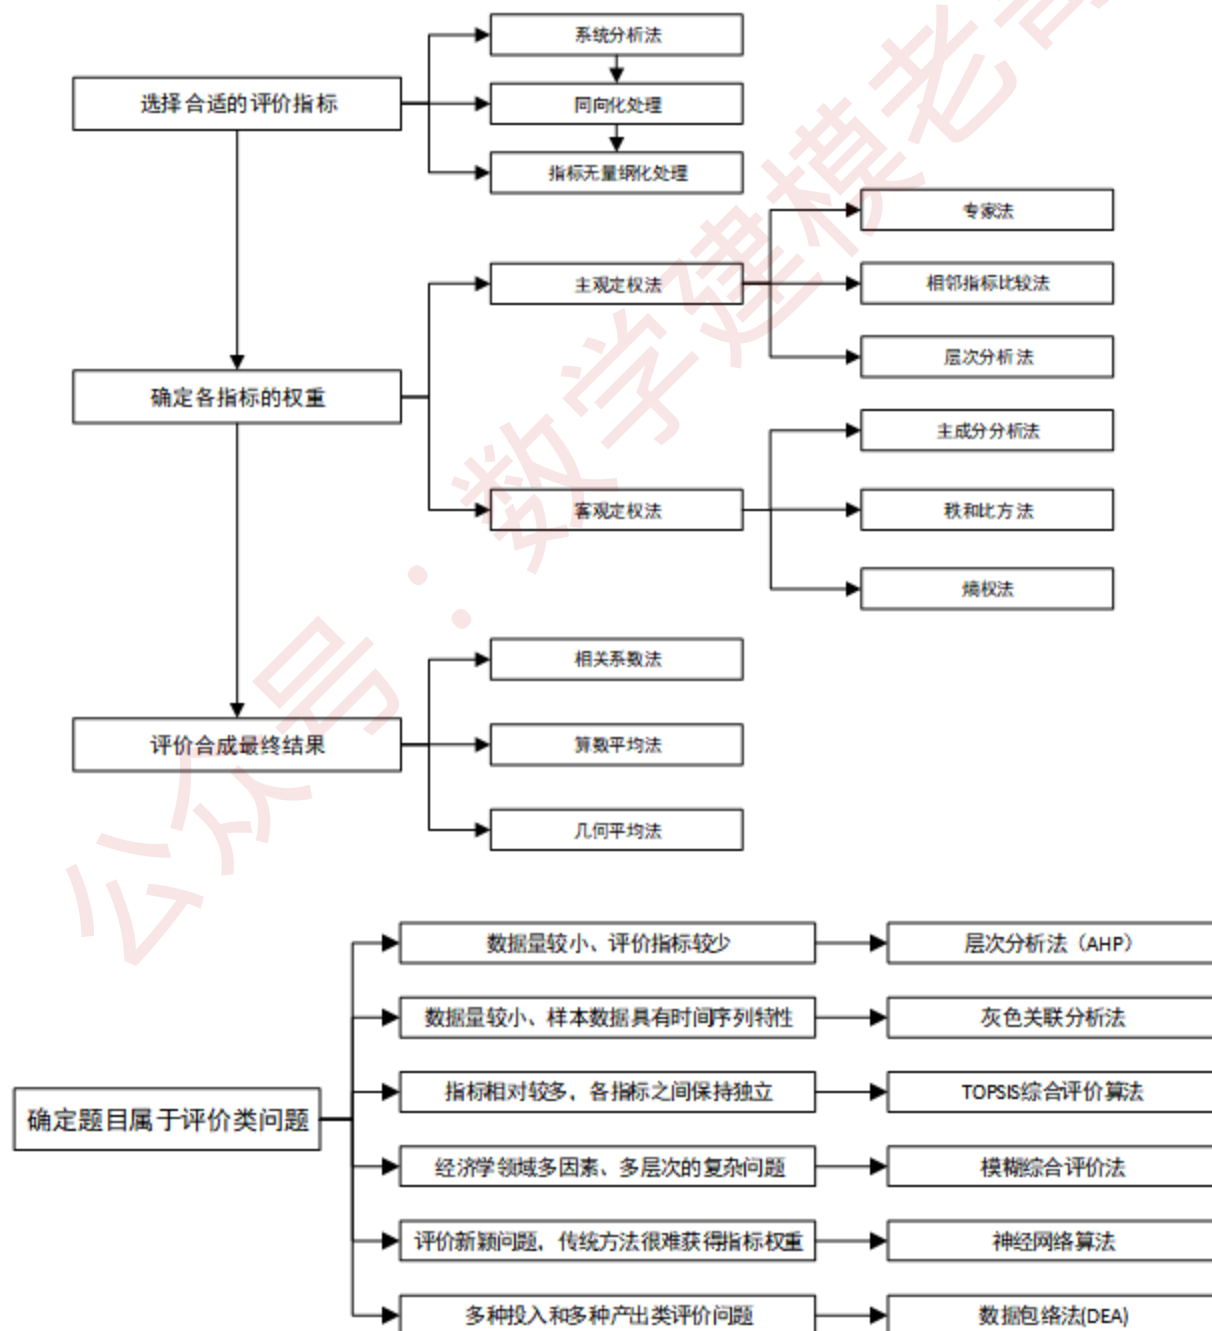 系统分析法
选择合适的评价指标
同向化处理
指标无量纲化处理
专家法
主观定权法
相邻指标比较法
层次分析法
确定各指标的权重
主成分分析法
客观定权法
秩和比方法
熵权法
相关系数法
评价合成最终结果
算数平均法
几何平均法
数据量较小、评价指标较少
层次分析法（AHP）
数据量较小、样本数据具有时间序列特性
灰色关联分析法
指标相对较多，各指标之间保持独立
TOPSIS综合评价算法
确定题目属于评价类问题
经济学领域多因素、多层次的复杂问题
模糊综合评价法
评价新颖问题，传统方法很难获得指标权重
神经网络算法
多种投入和多种产出类评价问题
数据包络法(DEA)
公众号：数学建模老哥